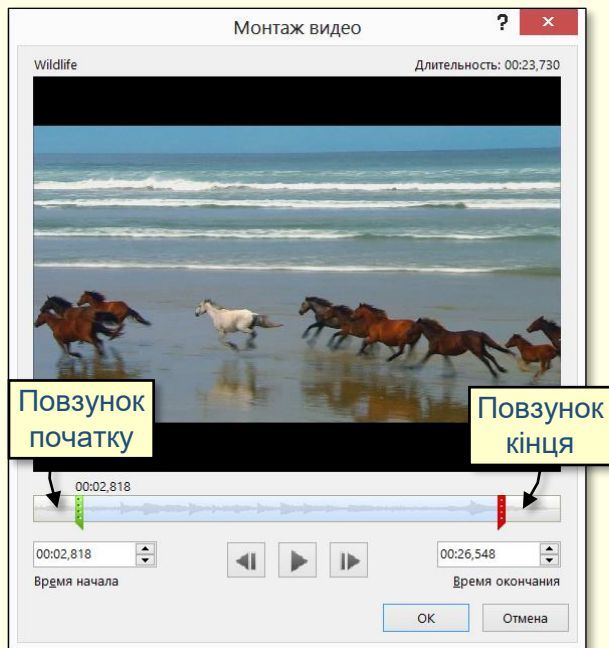 Монтаж видео
?
×
Wildlife
Длительность: 00:23,730
Повзунок
початку
Повзунок
кінця
00:02,818
00:02,818
00:26,548
Время начала
Время окончания
ОК
Отмена